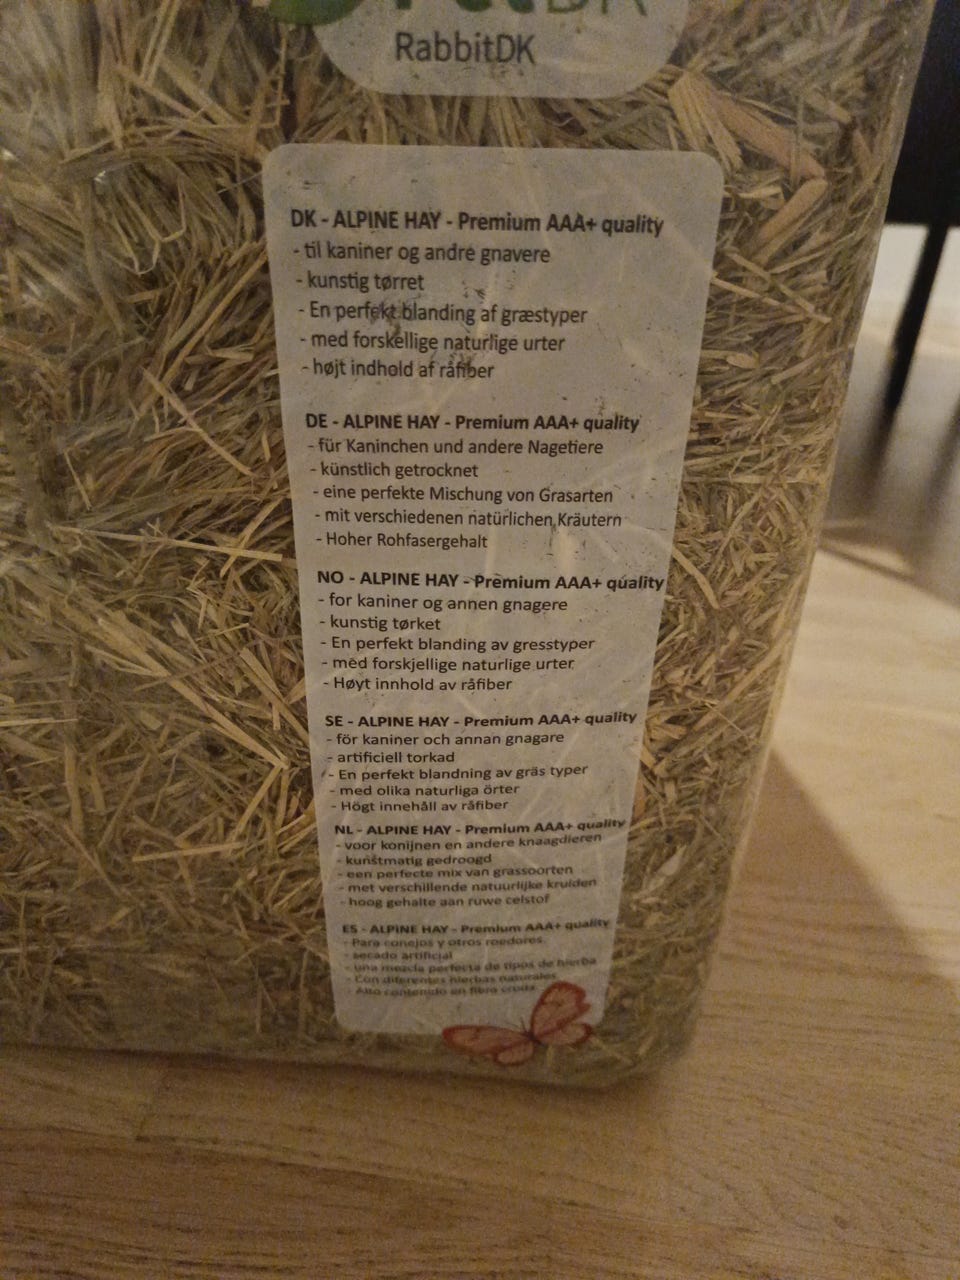 RabbitDK
DK - ALPINE HAY - Premium AAA+ quality
- til kaniner og andre gnavere
- kunstig tørret
- En perfekt blanding af græstyper
- med forskellige naturlige urter
- højt indhold af råfiber
DE - ALPINE HAY - Premium AAA+ quality
- für Kaninchen und andere Nagetiere
- künstlich getrocknet
- eine perfekte Mischung von Grasarten
- mit verschiedenen natürlichen Kräutern
- Hoher Rohfasergehalt
NO - ALPINE HAY - Premium AAA+ quality
- for kaniner og annen gnagere
- kunstig tørket
- En perfekt blanding av gresstyper
- med forskjellige naturlige urter
- Høyt innhold av råfiber
SE - ALPINE HAY - Premium AAA+ quality
- för kaniner och annan gnagare
- artificiell torkad
- En perfekt blandning av gräs typer
- med olika naturliga örter
- Högt innehåll av råfiber
NL - ALPINE HAY - Premium AAA+ quality
- voor konijnen en andere knaagdieren
- kunstmatig gedroogd
- een perfecte mix van grassoorten
- met verschillende natuurlijke kruiden
- hoog gehalte aan ruwe celstof
ES - ALPINE HAY - Premium AAA+ quality
- Para conejos y otros roedores.
- secado artificial
- una mezcla perfecta de tipos de hierba
- Con diferentes hierbas naturales
- Alto contenido en fibra cruda